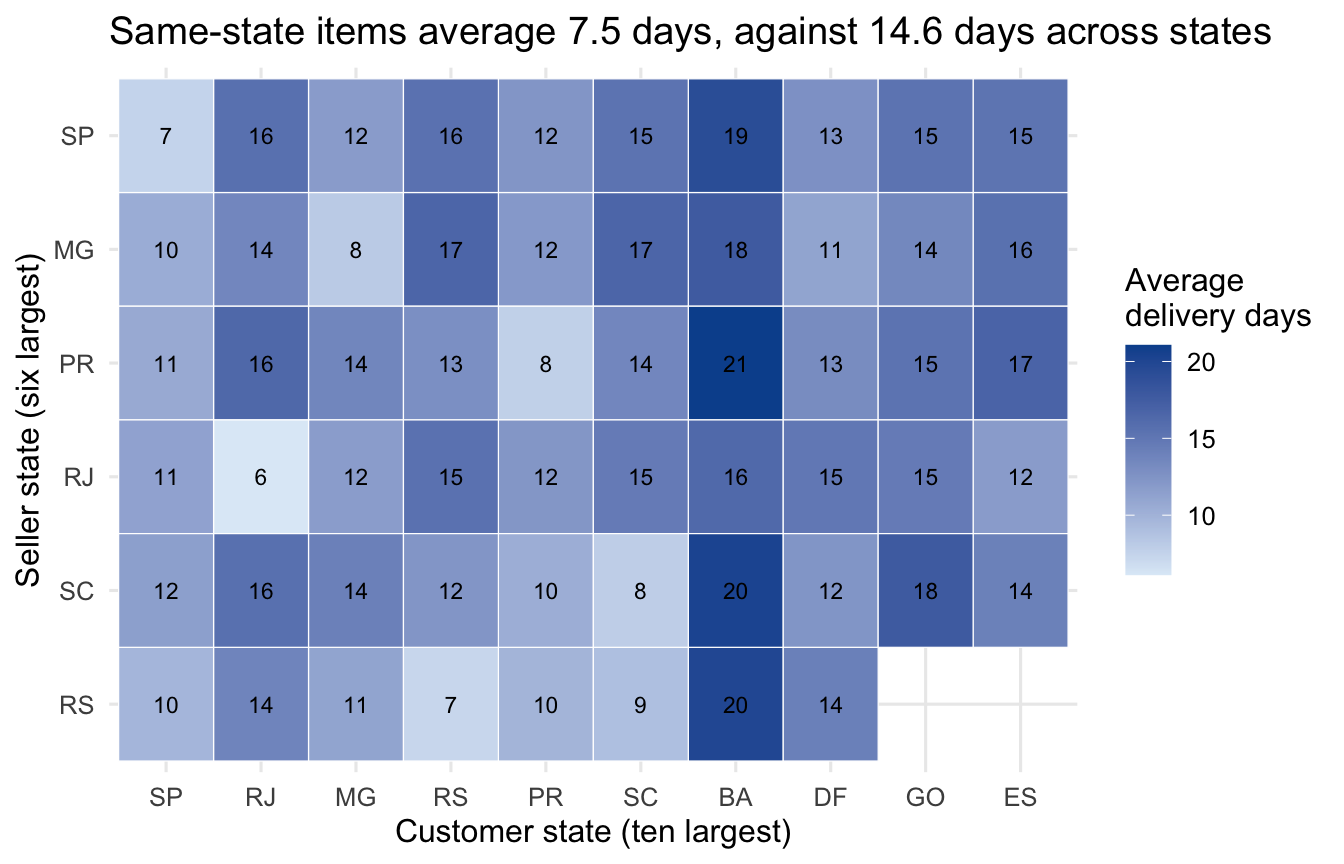 Same-state items average 7.5 days, against 14.6 days across states
Seller state (six largest)
SP 7 16 12 16 12 15 19 13 15 15
MG 10 14 8 17 12 17 18 11 14 16
PR 11 16 14 13 8 14 21 13 15 17
RJ 11 6 12 15 12 15 16 15 15 12
SC 12 16 14 12 10 8 20 12 18 14
RS 10 14 11 7 10 9 20 14
SP RJ MG RS PR SC BA DF GO ES
Customer state (ten largest)
Average
delivery days
20
15
10